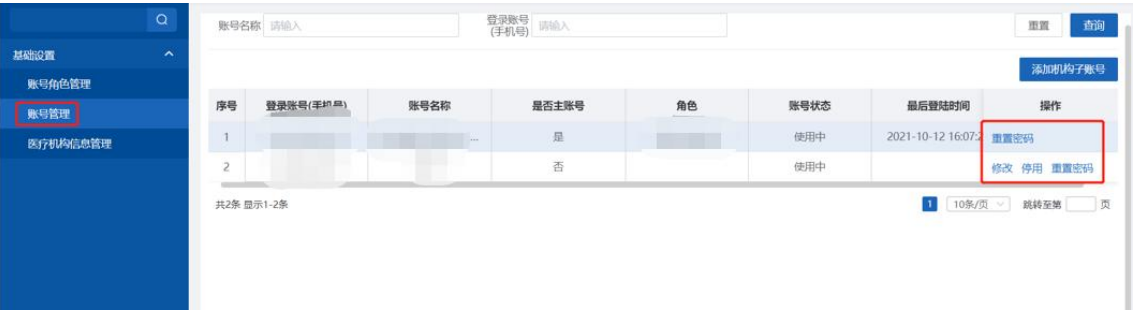 账号名称 请输入 登录账号(手机号) 请输入 重置 查询
基础设置
账号角色管理
账号管理
医疗机构信息管理
添加机构子账号
序号 登录账号(手机号) 账号名称 是否主账号 角色 账号状态 最后登陆时间 操作
1 ... 是 使用中 2021-10-12 16:07:2 重置密码
2 否 使用中 修改 停用 重置密码
共2条 显示1-2条 1 10条/页 跳转至第 页